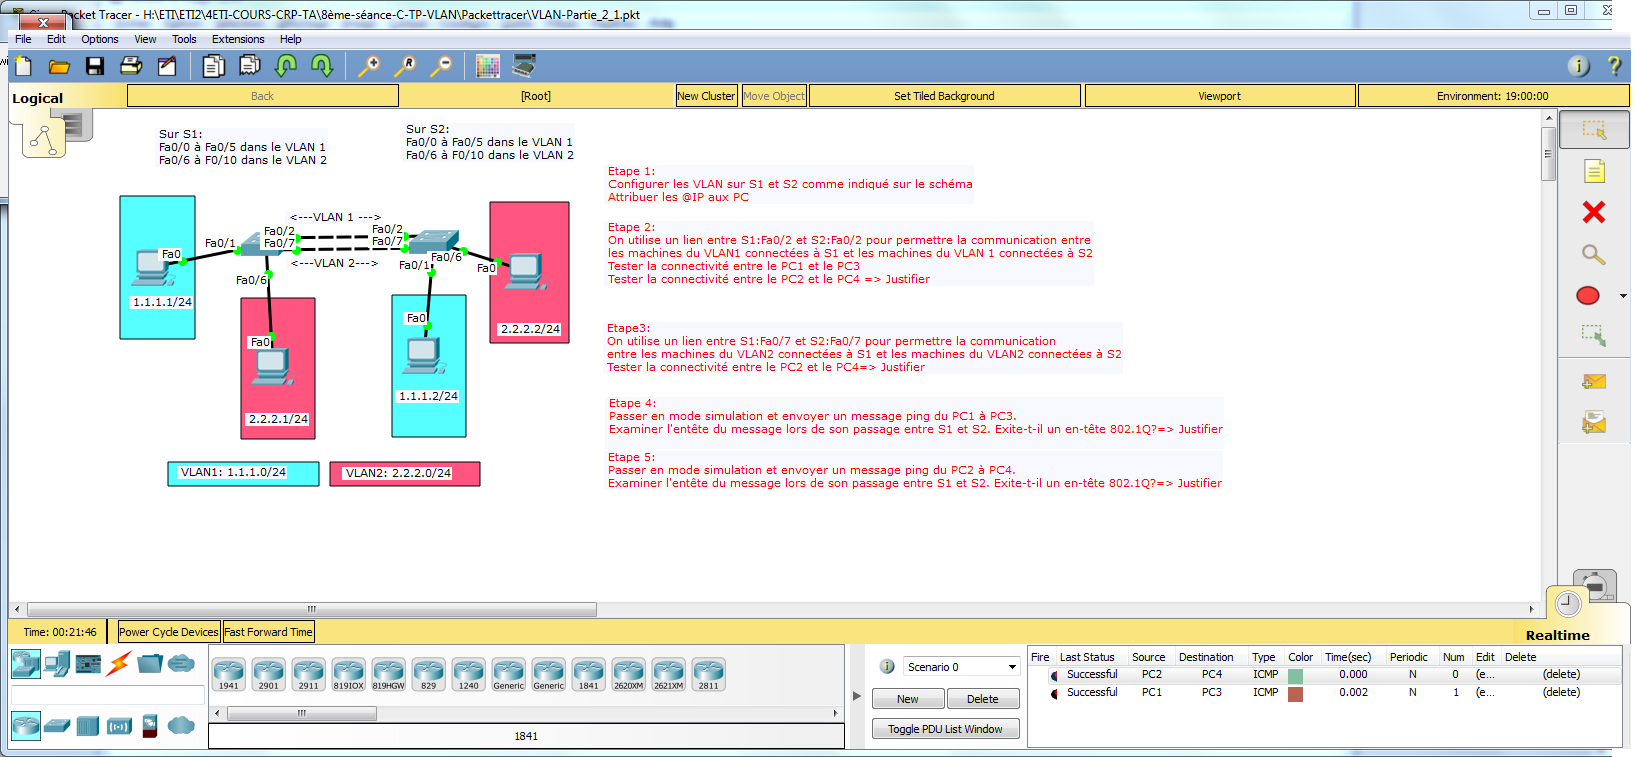 Packet Tracer - H:\ETI\ETI2\4ETI-COURS-CRP-TA\8ème-séance-C-TP-VLAN\Packettracer\VLAN-Partie_2_1.pkt
File Edit Options View Tools Extensions Help
Logical
Back
[Root]
New Cluster
Move Object
Set Tiled Background
Viewport
Environment: 19:00:00
Sur S1:
Fa0/0 à Fa0/5 dans le VLAN 1
Fa0/6 à F0/10 dans le VLAN 2
Sur S2:
Fa0/0 à Fa0/5 dans le VLAN 1
Fa0/6 à F0/10 dans le VLAN 2
<---VLAN 1 --->
Fa0/1
Fa0/2
Fa0/7
Fa0/2
Fa0/7
<---VLAN 2--->
Fa0/6
Fa0/1
Fa0/6
Fa0
Fa0
1.1.1.1/24
2.2.2.2/24
Fa0
Fa0
2.2.2.1/24
1.1.1.2/24
VLAN1: 1.1.1.0/24
VLAN2: 2.2.2.0/24
Etape 1:
Configurer les VLAN sur S1 et S2 comme indiqué sur le schéma
Attribuer les @IP aux PC
Etape 2:
On utilise un lien entre S1:Fa0/2 et S2:Fa0/2 pour permettre la communication entre
les machines du VLAN1 connectées à S1 et les machines du VLAN 1 connectées à S2
Tester la connectivité entre le PC1 et le PC3
Tester la connectivité entre le PC2 et le PC4 => Justifier
Etape3:
On utilise un lien entre S1:Fa0/7 et S2:Fa0/7 pour permettre la communication
entre les machines du VLAN2 connectées à S1 et les machines du VLAN2 connectées à S2
Tester la connectivité entre le PC2 et le PC4=> Justifier
Etape 4:
Passer en mode simulation et envoyer un message ping du PC1 à PC3.
Examiner l'entête du message lors de son passage entre S1 et S2. Exite-t-il un en-tête 802.1Q?=> Justifier
Etape 5:
Passer en mode simulation et envoyer un message ping du PC2 à PC4.
Examiner l'entête du message lors de son passage entre S1 et S2. Exite-t-il un en-tête 802.1Q?=> Justifier
Time: 00:21:46
Power Cycle Devices
Fast Forward Time
Realtime
1941 2901 2911 819IOX 819HGW 829 1240 Generic Generic 1841 2620XM 2621XM 2811
1841
Scenario 0
New
Delete
Toggle PDU List Window
Fire Last Status Source Destination Type Color Time(sec) Periodic Num Edit Delete
Successful PC2 PC4 ICMP 0.000 N 0 (e... (delete)
Successful PC1 PC3 ICMP 0.002 N 1 (e... (delete)